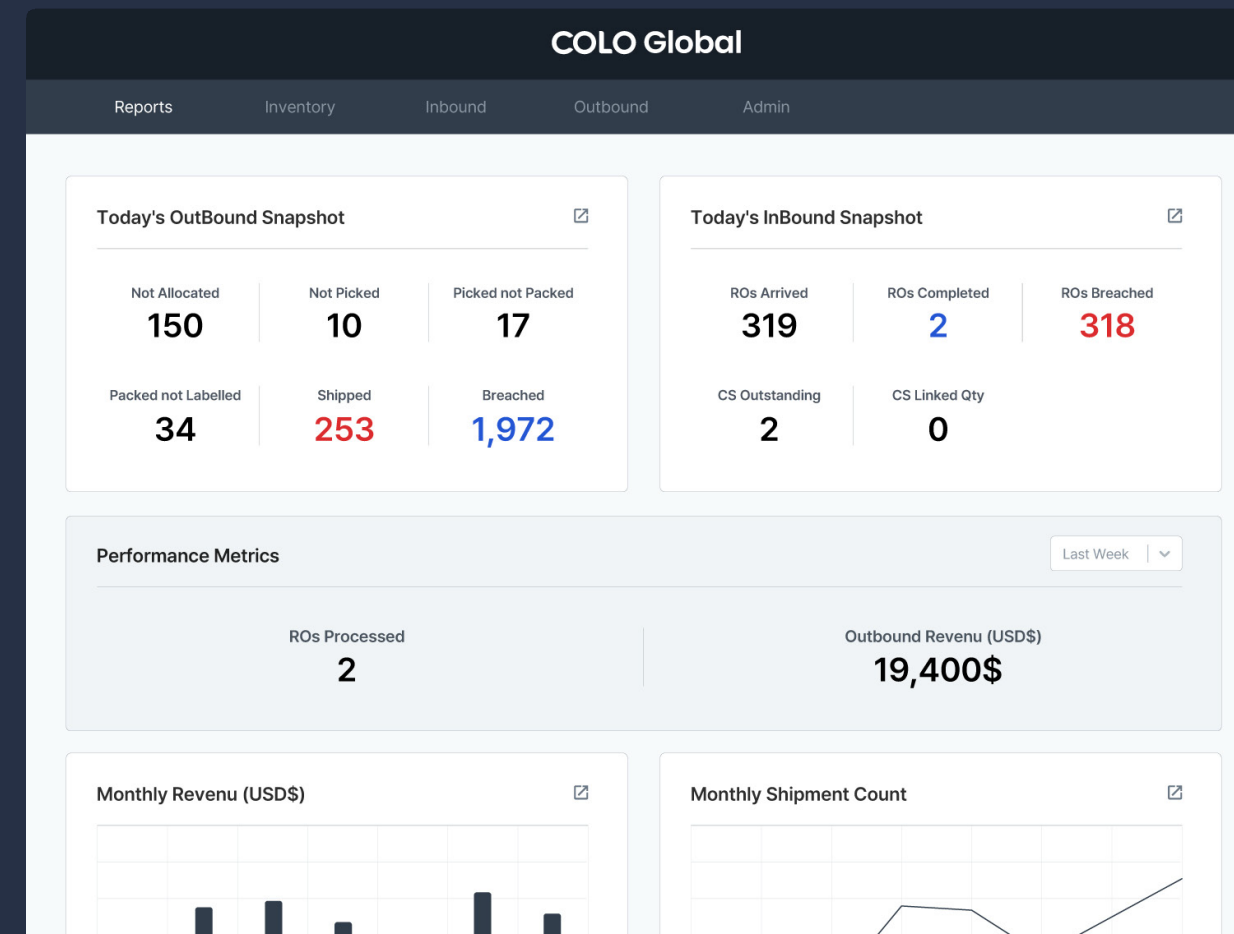 COLO Global
Reports Inventory Inbound Outbound Admin
Today's OutBound Snapshot
Not Allocated Not Picked Picked not Packed
150 10 17
Packed not Labelled Shipped Breached
34 253 1,972
Today's InBound Snapshot
ROs Arrived ROs Completed ROs Breached
319 2 318
CS Outstanding CS Linked Qty
2 0
Performance Metrics
Last Week
ROs Processed Outbound Revenu (USD$)
2 19,400$
Monthly Revenu (USD$)
Monthly Shipment Count